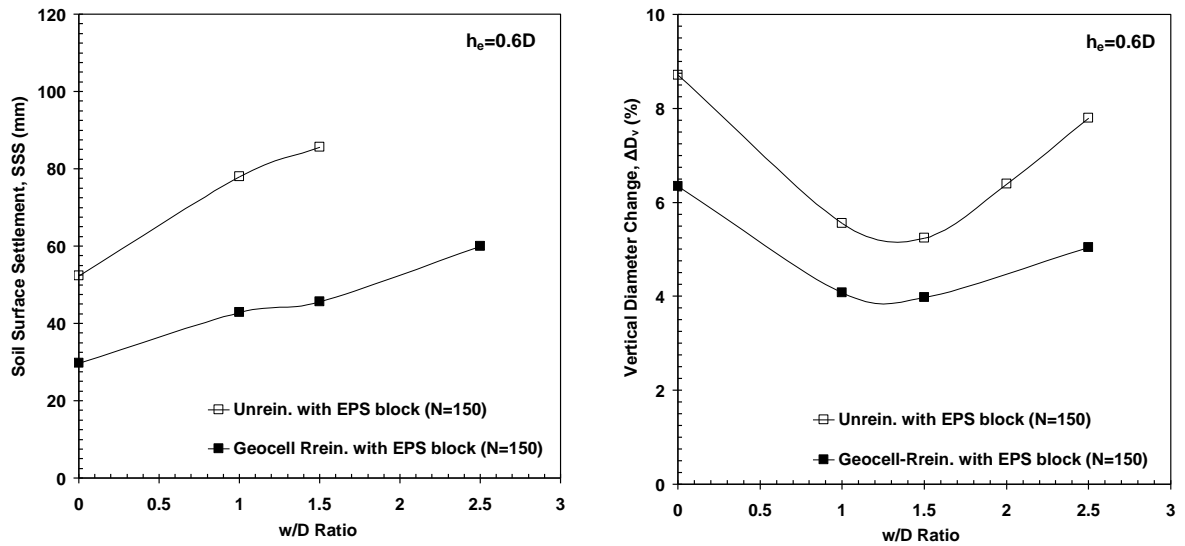 Soil Surface Settlement, SSS (mm)
120
100
80
60
40
20
0
hₑ=0.6D
Unrein. with EPS block (N=150)
Geocell Rrein. with EPS block (N=150)
0 0.5 1 1.5 2 2.5 3
w/D Ratio
Vertical Diameter Change, ΔDᵥ (%)
10
8
6
4
2
0
hₑ=0.6D
Unrein. with EPS block (N=150)
Geocell-Rrein. with EPS block (N=150)
0 0.5 1 1.5 2 2.5 3
w/D Ratio